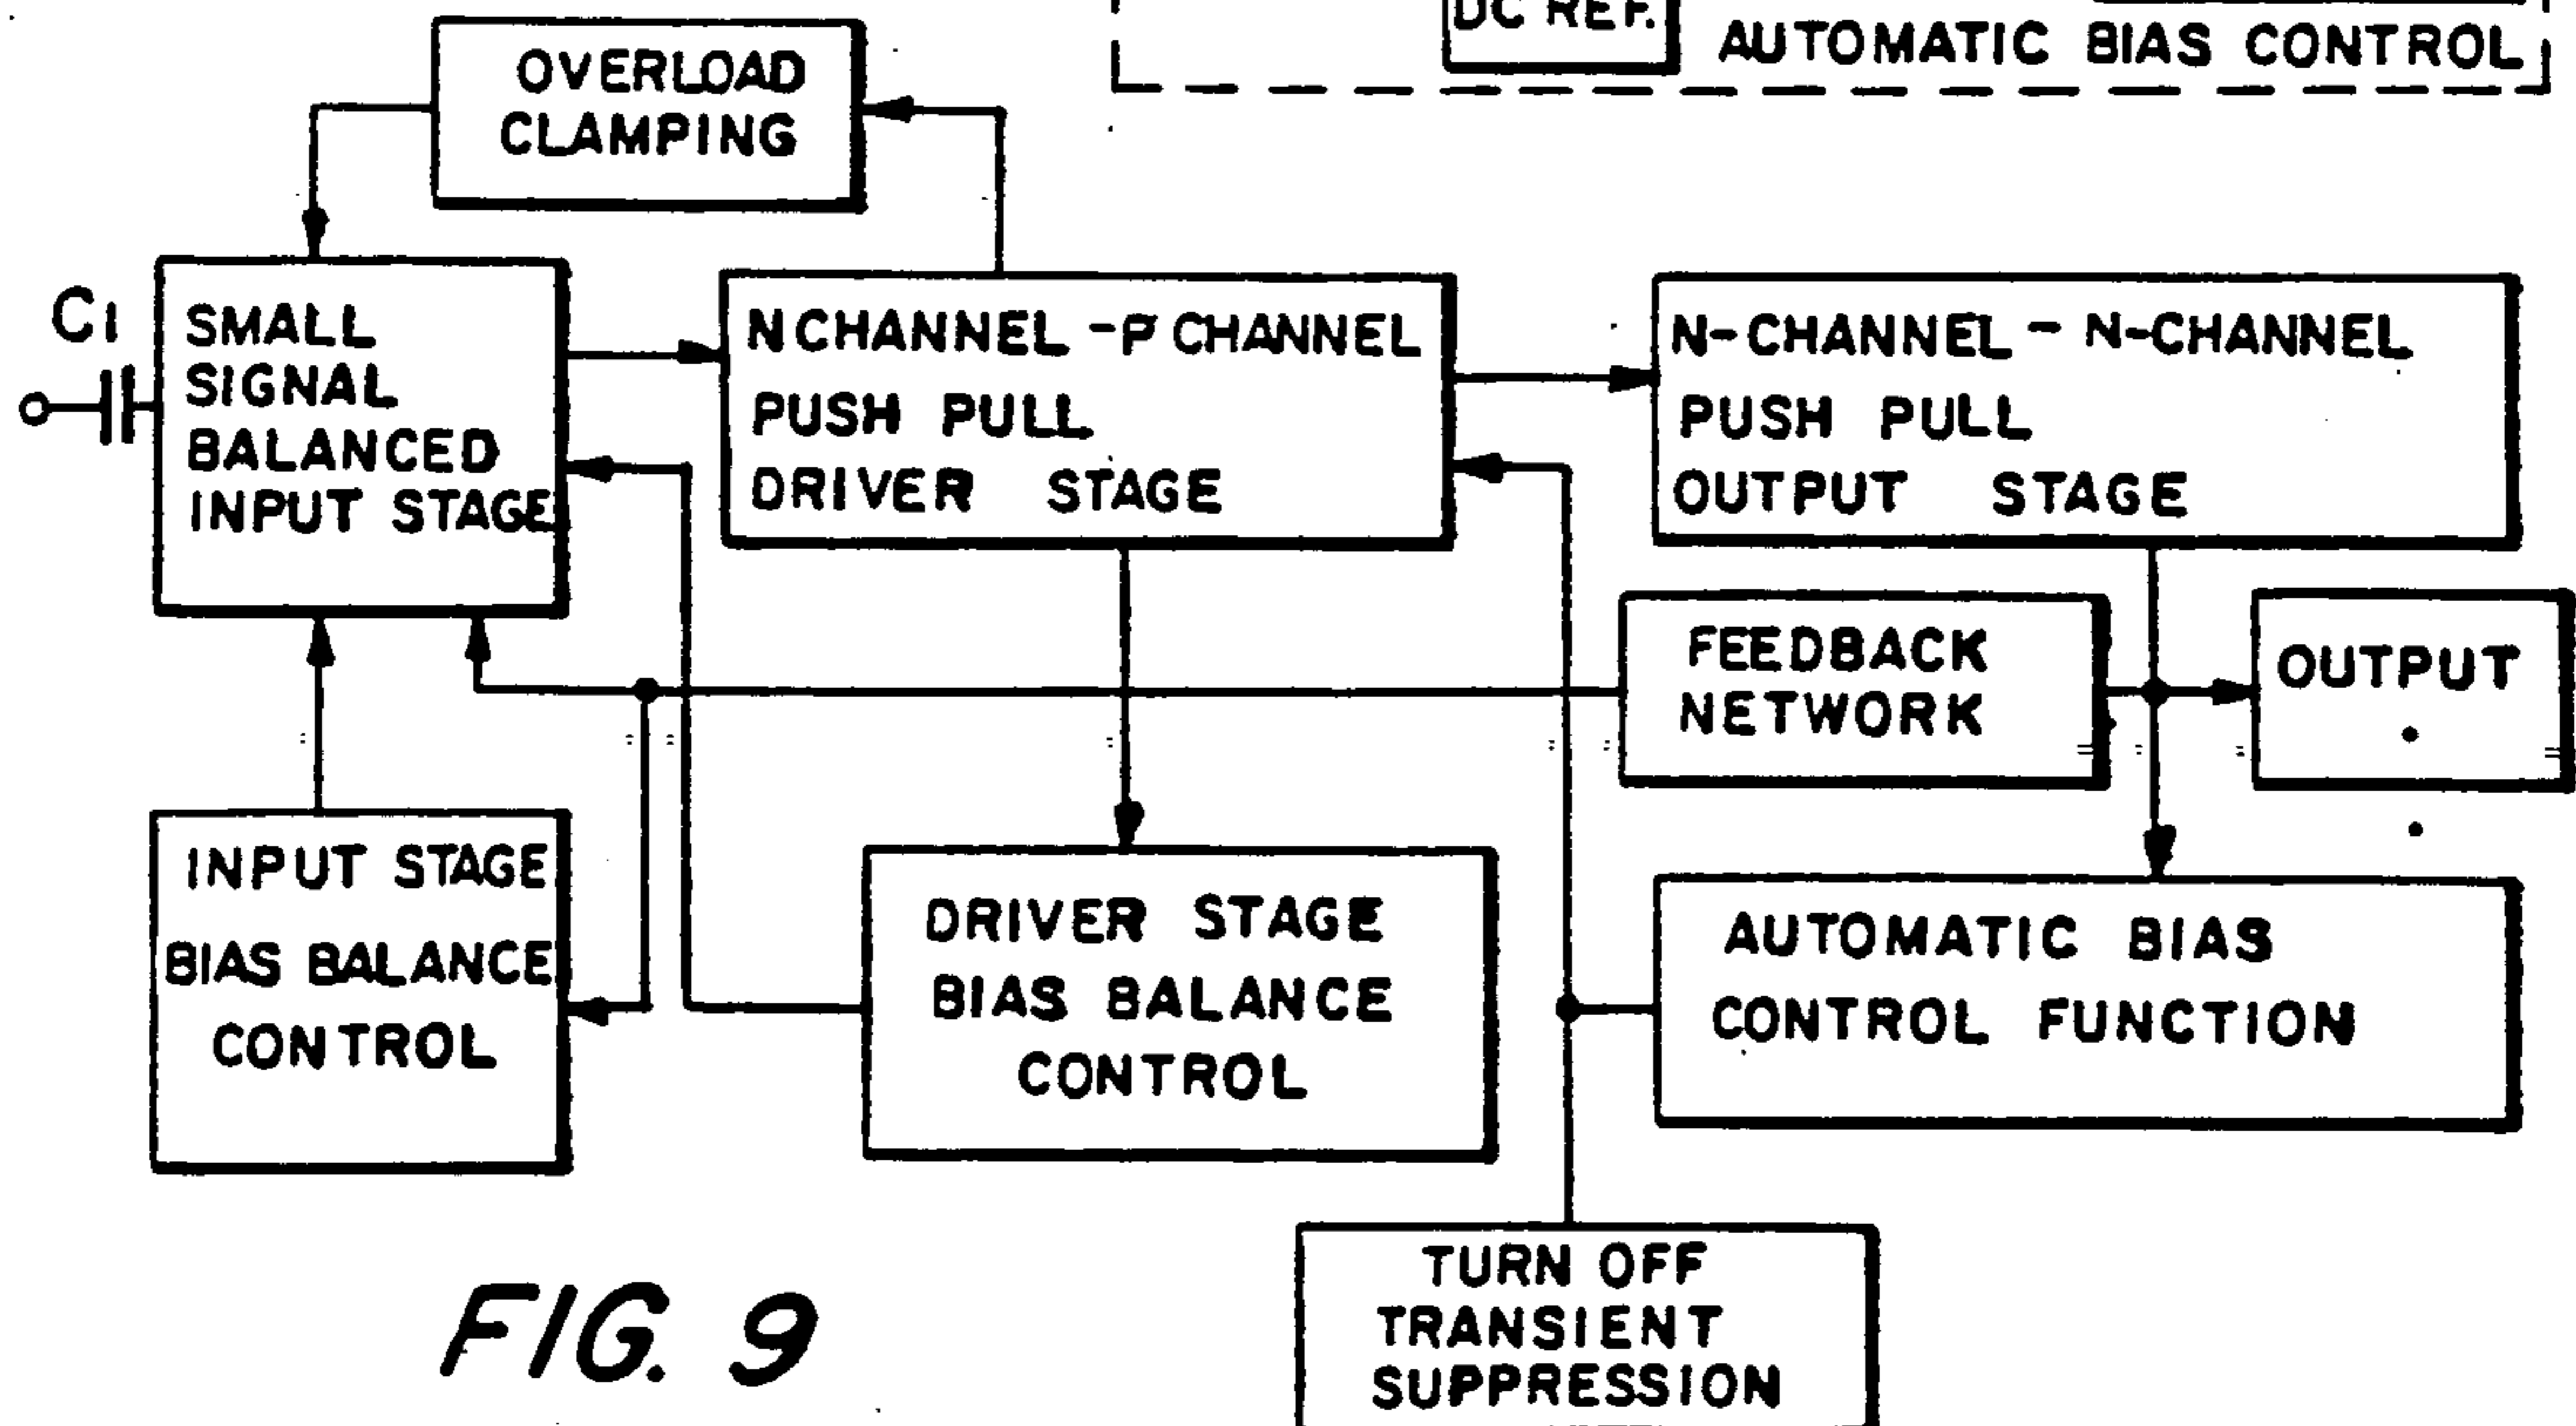 DC REF.
AUTOMATIC BIAS CONTROL
OVERLOAD
CLAMPING
C1
SMALL
SIGNAL
BALANCED
INPUT STAGE
NCHANNEL -P CHANNEL
PUSH PULL
DRIVER STAGE
N-CHANNEL - N-CHANNEL
PUSH PULL
OUTPUT STAGE
FEEDBACK
NETWORK
OUTPUT
INPUT STAGE
BIAS BALANCE
CONTROL
DRIVER STAGE
BIAS BALANCE
CONTROL
AUTOMATIC BIAS
CONTROL FUNCTION
TURN OFF
TRANSIENT
SUPPRESSION
FIG. 9